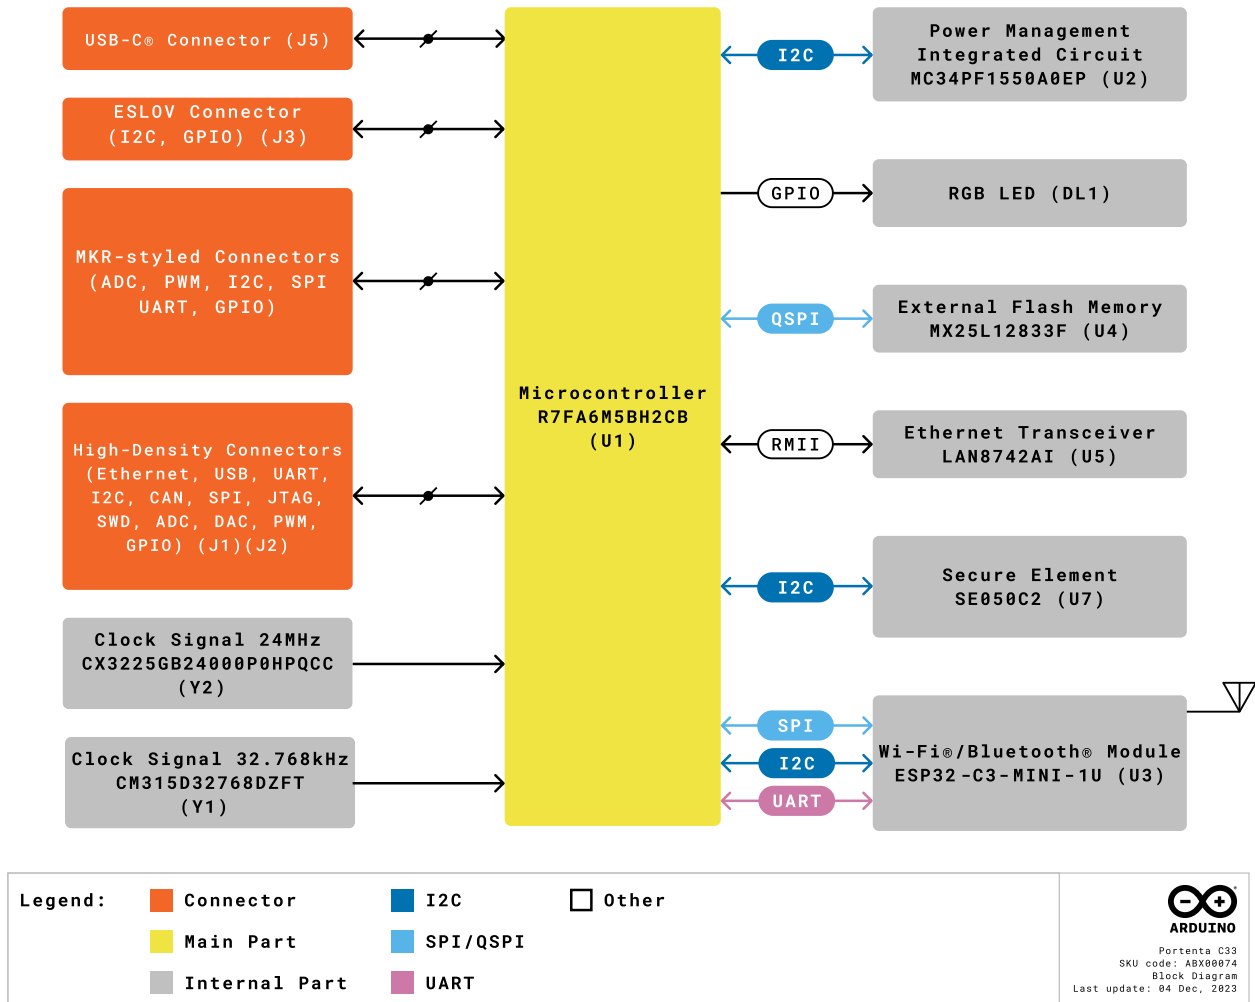 USB-C® Connector (J5)
ESLOV Connector
(I2C, GPIO) (J3)
MKR-styled Connectors
(ADC, PWM, I2C, SPI
UART, GPIO)
High-Density Connectors
(Ethernet, USB, UART,
I2C, CAN, SPI, JTAG,
SWD, ADC, DAC, PWM,
GPIO) (J1)(J2)
Clock Signal 24MHz
CX3225GB24000P0HPQCC
(Y2)
Clock Signal 32.768kHz
CM315D32768DZFT
(Y1)
Microcontroller
R7FA6M5BH2CB
(U1)
I2C
Power Management
Integrated Circuit
MC34PF1550A0EP (U2)
GPIO
RGB LED (DL1)
QSPI
External Flash Memory
MX25L12833F (U4)
RMII
Ethernet Transceiver
LAN8742AI (U5)
I2C
Secure Element
SE050C2 (U7)
SPI
I2C
UART
Wi-Fi®/Bluetooth® Module
ESP32-C3-MINI-1U (U3)
Legend:
Connector
Main Part
Internal Part
I2C
SPI/QSPI
UART
Other
ARDUINO
Portenta C33
SKU code: ABX00074
Block Diagram
Last update: 04 Dec, 2023